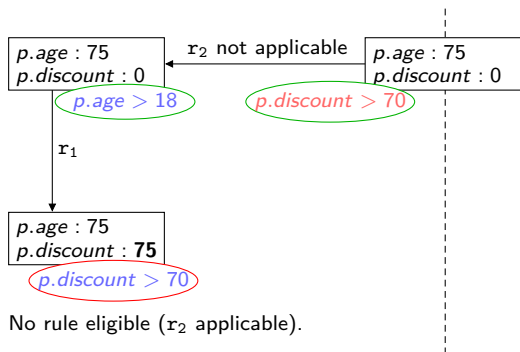 p.age : 75
p.discount : 0
p.age > 18
r₂ not applicable
p.age : 75
p.discount : 0
p.discount > 70
r₁
p.age : 75
p.discount : 75
p.discount > 70
No rule eligible (r₂ applicable).